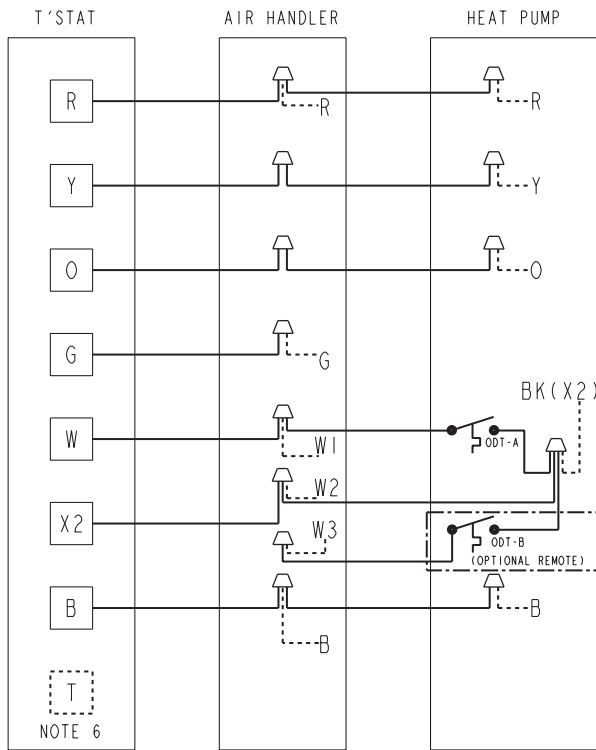 T'STAT AIR HANDLER HEAT PUMP
R R R
Y Y
O O
G G
BK(X2)
W W1 ODT-A
W2
X2 W3 ODT-B
(OPTIONAL REMOTE)
B B
B
T
NOTE 6